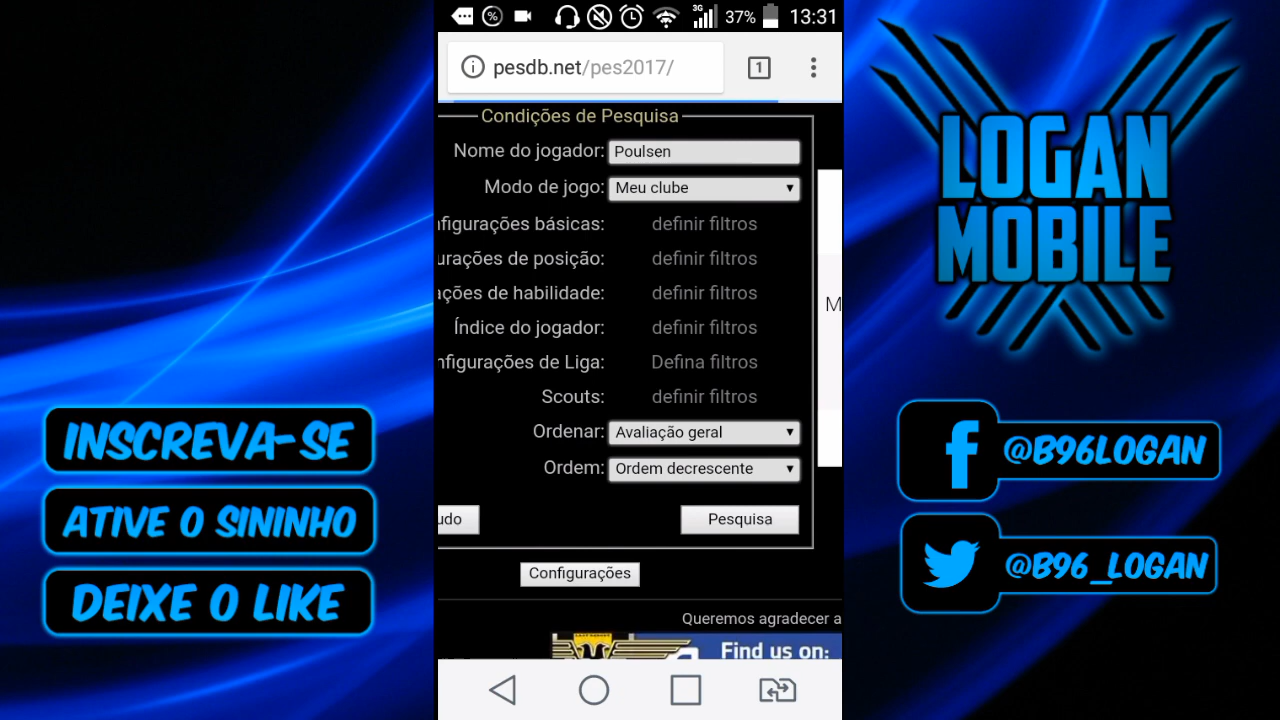 3G 37% 13:31
pesdb.net/pes2017/
1
Condições de Pesquisa
Nome do jogador: Poulsen
Modo de jogo: Meu clube
nfigurações básicas: definir filtros
urações de posição: definir filtros
ações de habilidade: definir filtros
Índice do jogador: definir filtros
nfigurações de Liga: Defina filtros
Scouts: definir filtros
Ordenar: Avaliação geral
Ordem: Ordem decrescente
udo Pesquisa
Configurações
Queremos agradecer a
Find us on:
M
INSCREVA-SE
ATIVE O SININHO
DEIXE O LIKE
LOGAN
MOBILE
@B96LOGAN
@B96_LOGAN